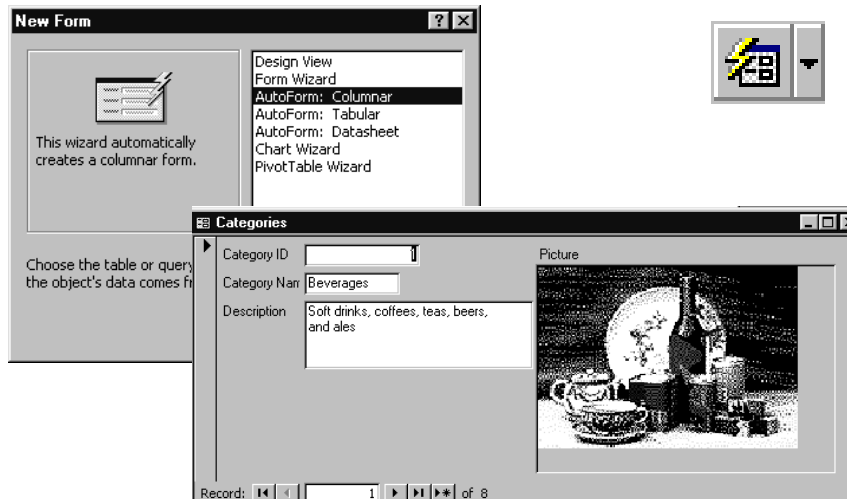 New Form
This wizard automatically
creates a columnar form.
Design View
Form Wizard
AutoForm: Columnar
AutoForm: Tabular
AutoForm: Datasheet
Chart Wizard
PivotTable Wizard
Choose the table or query
the object's data comes
Categories
Category ID 1
Category Nam Beverages
Description Soft drinks, coffees, teas, beers,
and ales
Picture
Record: 1 of 8